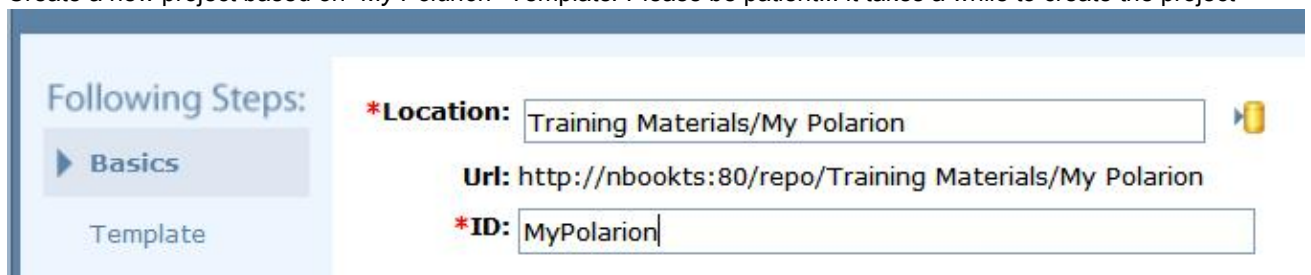 Create a new project based on "My Polarion" Template. Please be patient... it takes a while to create the project
Following Steps:
Basics
Template
*Location: Training Materials/My Polarion
Url: http://nbookts:80/repo/Training Materials/My Polarion
*ID: MyPolarion